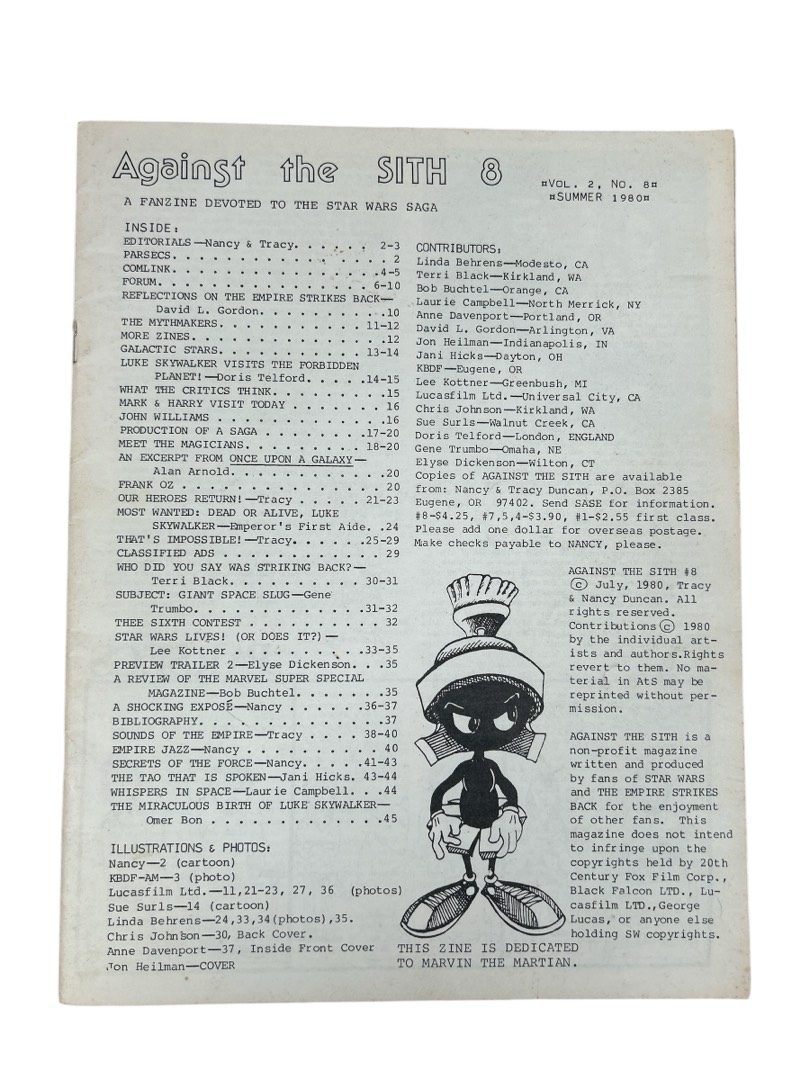 Against the SITH 8
¤VOL. 2, NO. 8¤
¤SUMMER 1980¤
A FANZINE DEVOTED TO THE STAR WARS SAGA
INSIDE:
EDITORIALS—Nancy & Tracy. . . . . . 2-3
PARSECS. . . . . . . . . . . . . . . . . 2
COMLINK. . . . . . . . . . . . . . . . .4-5
FORUM. . . . . . . . . . . . . . . . . 6-10
REFLECTIONS ON THE EMPIRE STRIKES BACK—
David L. Gordon. . . . . . . . . .10
THE MYTHMAKERS. . . . . . . . . . . .11-12
MORE ZINES. . . . . . . . . . . . . . .12
GALACTIC STARS. . . . . . . . . . . .13-14
LUKE SKYWALKER VISITS THE FORBIDDEN
PLANET!—Doris Telford. . . . .14-15
WHAT THE CRITICS THINK. . . . . . . . .15
MARK & HARRY VISIT TODAY . . . . . . . 16
JOHN WILLIAMS . . . . . . . . . . . . .16
PRODUCTION OF A SAGA . . . . . . . .17-20
MEET THE MAGICIANS. . . . . . . . . 18-20
AN EXCERPT FROM ONCE UPON A GALAXY—
Alan Arnold. . . . . . . . . . . .20
FRANK OZ . . . . . . . . . . . . . . . 20
OUR HEROES RETURN! —Tracy . . . . . 21-23
MOST WANTED: DEAD OR ALIVE, LUKE
SKYWALKER—Emperor's First Aide. .24
THAT'S IMPOSSIBLE! —Tracy. . . . . .25-29
CLASSIFIED ADS . . . . . . . . . . . . 29
WHO DID YOU SAY WAS STRIKING BACK?—
Terri Black. . . . . . . . . . 30-31
SUBJECT: GIANT SPACE SLUG—Gene
Trumbo. . . . . . . . . . . . .31-32
THEE SIXTH CONTEST . . . . . . . . . . 32
STAR WARS LIVES! (OR DOES IT?) —
Lee Kottner . . . . . . . . . .33-35
PREVIEW TRAILER 2—Elyse Dickenson. . .35
A REVIEW OF THE MARVEL SUPER SPECIAL
MAGAZINE—Bob Buchtel. . . . . . .35
A SHOCKING EXPOSÉ—Nancy . . . . . .36-37
BIBLIOGRAPHY. . . . . . . . . . . . . .37
SOUNDS OF THE EMPIRE—Tracy . . . . 38-40
EMPIRE JAZZ—Nancy . . . . . . . . . . 40
SECRETS OF THE FORCE—Nancy. . . . .41-43
THE TAO THAT IS SPOKEN—Jani Hicks. 43-44
WHISPERS IN SPACE—Laurie Campbell. . .44
THE MIRACULOUS BIRTH OF LUKE SKYWALKER—
Omer Bon . . . . . . . . . . . . .45
ILLUSTRATIONS & PHOTOS:
Nancy—2 (cartoon)
KBDF-AM—3 (photo)
Lucasfilm Ltd.—11,21-23, 27, 36 (photos)
Sue Surls—14 (cartoon)
Linda Behrens—24,33,34(photos),35.
Chris Johnson—30, Back Cover.
Anne Davenport—37, Inside Front Cover
Jon Heilman—COVER
CONTRIBUTORS:
Linda Behrens—Modesto, CA
Terri Black—Kirkland, WA
Bob Buchtel—Orange, CA
Laurie Campbell—North Merrick, NY
Anne Davenport—Portland, OR
David L. Gordon—Arlington, VA
Jon Heilman—Indianapolis, IN
Jani Hicks—Dayton, OH
KBDF—Eugene, OR
Lee Kottner—Greenbush, MI
Lucasfilm Ltd.—Universal City, CA
Chris Johnson—Kirkland, WA
Sue Surls—Walnut Creek, CA
Doris Telford—London, ENGLAND
Gene Trumbo—Omaha, NE
Elyse Dickenson—Wilton, CT
Copies of AGAINST THE SITH are available
from: Nancy & Tracy Duncan, P.O. Box 2385
Eugene, OR 97402. Send SASE for information.
#8-$4.25, #7,5,4-$3.90, #1-$2.55 first class.
Please add one dollar for overseas postage.
Make checks payable to NANCY, please.
AGAINST THE SITH #8
© July, 1980, Tracy
& Nancy Duncan. All
rights reserved.
Contributions © 1980
by the individual art-
ists and authors.Rights
revert to them. No ma-
terial in AtS may be
reprinted without per-
mission.
AGAINST THE SITH is a
non-profit magazine
written and produced
by fans of STAR WARS
and THE EMPIRE STRIKES
BACK for the enjoyment
of other fans. This
magazine does not intend
to infringe upon the
copyrights held by 20th
Century Fox Film Corp.,
Black Falcon LTD., Lu-
casfilm LTD.,George
Lucas, or anyone else
holding SW copyrights.
THIS ZINE IS DEDICATED
TO MARVIN THE MARTIAN.